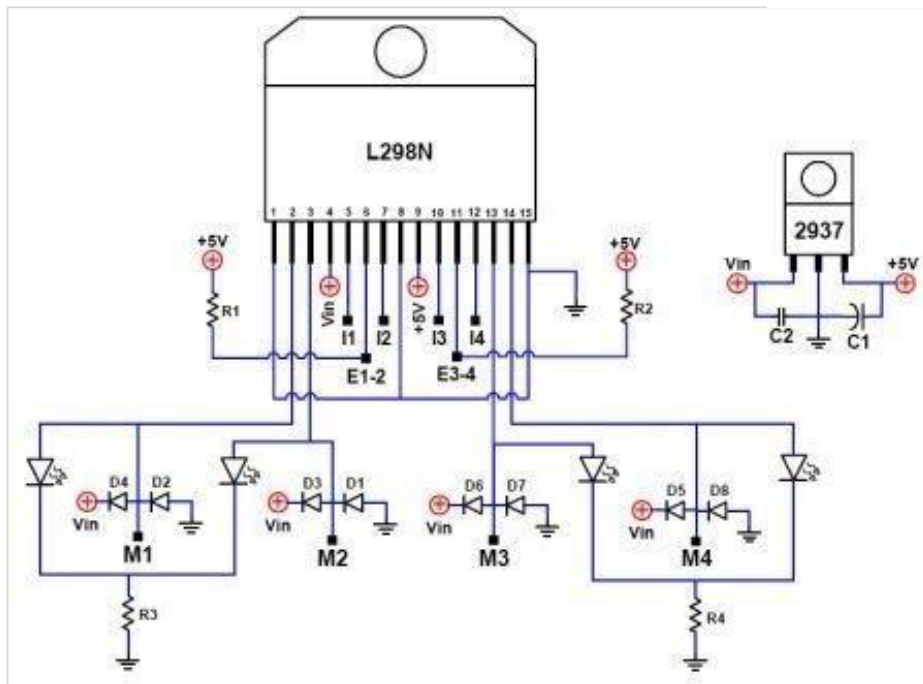 L298N
1 2 3 4 5 6 7 8 9 10 11 12 13 14 15
2937
+5V
+5V
Vin
+5V
R1
Vin
+5V
R2
I1
I2
I3
I4
C2
C1
E1-2
E3-4
D4
D2
Vin
M1
D3
D1
Vin
M2
D6
D7
Vin
M3
D5
D8
Vin
M4
R3
R4